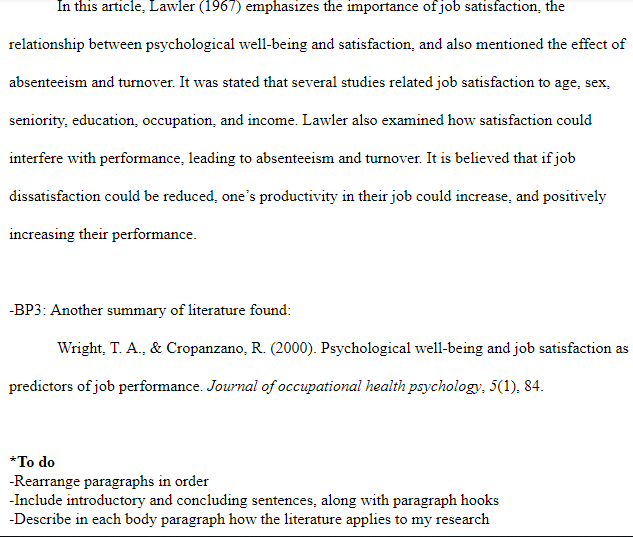 In this article, Lawler (1967) emphasizes the importance of job satisfaction, the
relationship between psychological well-being and satisfaction, and also mentioned the effect of
absenteeism and turnover. It was stated that several studies related job satisfaction to age, sex,
seniority, education, occupation, and income. Lawler also examined how satisfaction could
interfere with performance, leading to absenteeism and turnover. It is believed that if job
dissatisfaction could be reduced, one's productivity in their job could increase, and positively
increasing their performance.
-BP3: Another summary of literature found:
Wright, T. A., & Cropanzano, R. (2000). Psychological well-being and job satisfaction as
predictors of job performance. Journal of occupational health psychology, 5(1), 84.
*To do
-Rearrange paragraphs in order
-Include introductory and concluding sentences, along with paragraph hooks
-Describe in each body paragraph how the literature applies to my research